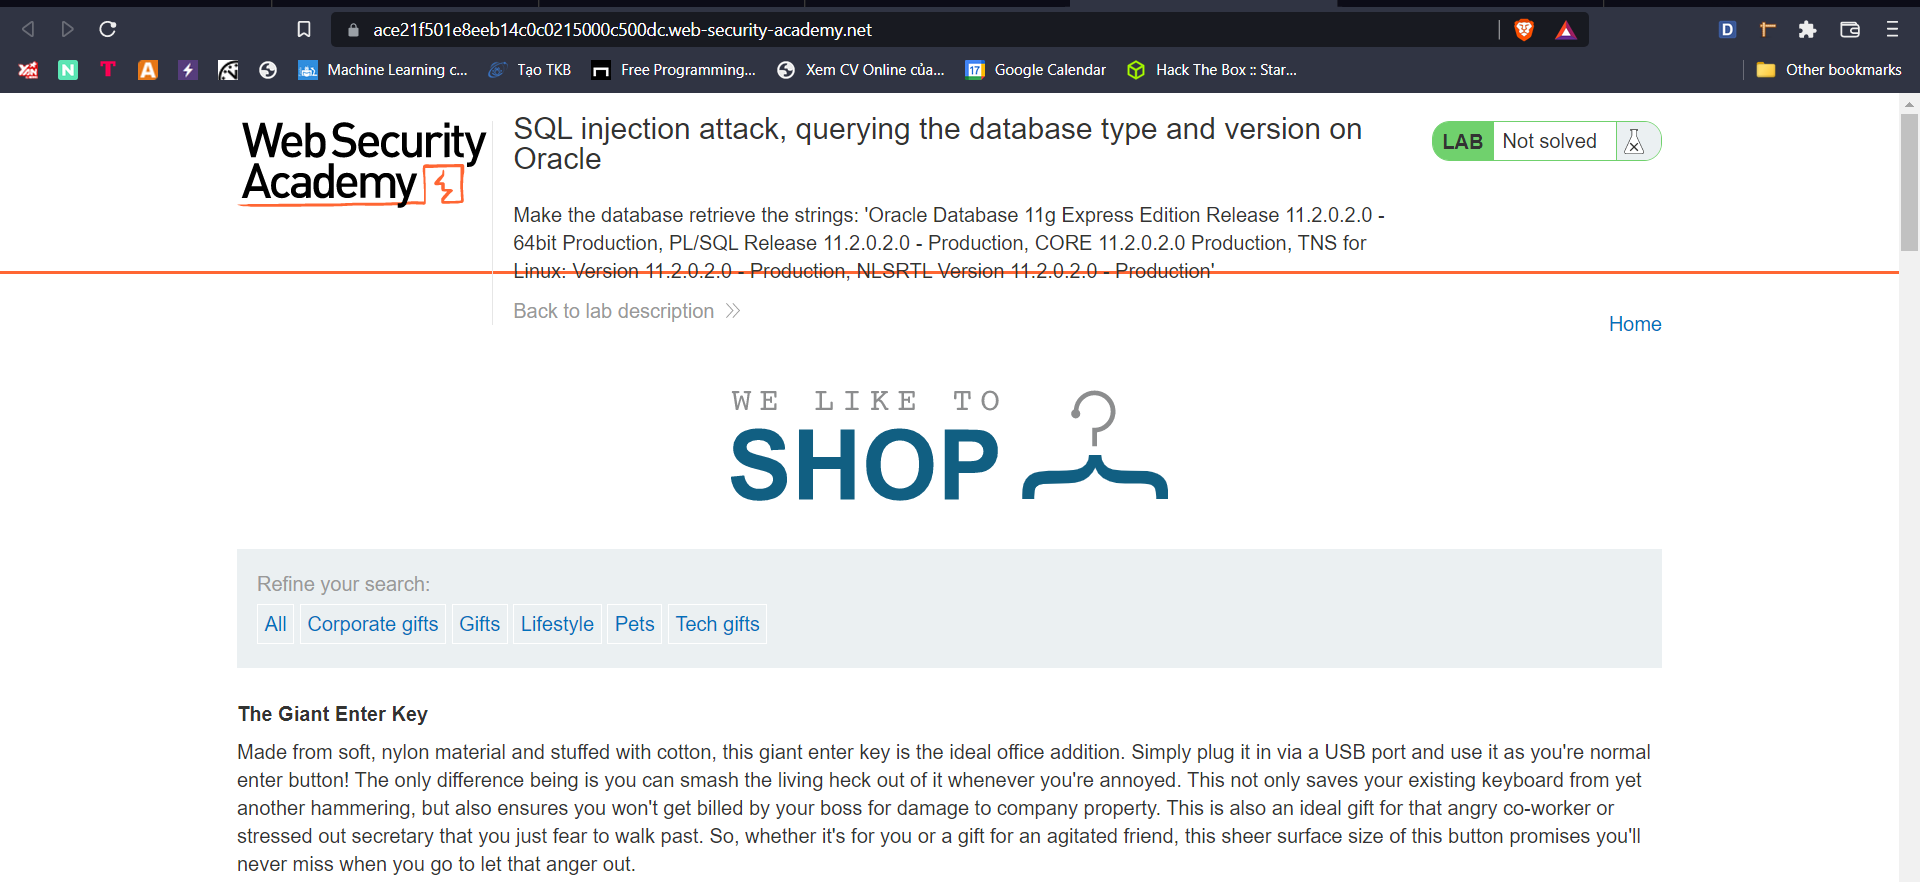 ace21f501e8eeb14c0c0215000c500dc.web-security-academy.net
Machine Learning c...
Tạo TKB
Free Programming...
Xem CV Online của...
17
Google Calendar
Hack The Box :: Star...
Other bookmarks
Web Security
Academy
SQL injection attack, querying the database type and version on
Oracle
LAB
Not solved
Make the database retrieve the strings: 'Oracle Database 11g Express Edition Release 11.2.0.2.0 -
64bit Production, PL/SQL Release 11.2.0.2.0 - Production, CORE 11.2.0.2.0 Production, TNS for
Linux: Version 11.2.0.2.0 - Production, NLSRTL Version 11.2.0.2.0 - Production'
Back to lab description
Home
WE LIKE TO
SHOP
Refine your search:
All Corporate gifts Gifts Lifestyle Pets Tech gifts
The Giant Enter Key
Made from soft, nylon material and stuffed with cotton, this giant enter key is the ideal office addition. Simply plug it in via a USB port and use it as you're normal
enter button! The only difference being is you can smash the living heck out of it whenever you're annoyed. This not only saves your existing keyboard from yet
another hammering, but also ensures you won't get billed by your boss for damage to company property. This is also an ideal gift for that angry co-worker or
stressed out secretary that you just fear to walk past. So, whether it's for you or a gift for an agitated friend, this sheer surface size of this button promises you'll
never miss when you go to let that anger out.